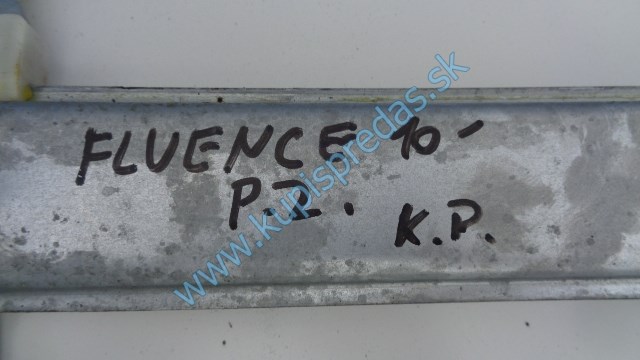 FLUENCE 10-
P.Z.
K.P.
www.kupispredas.sk